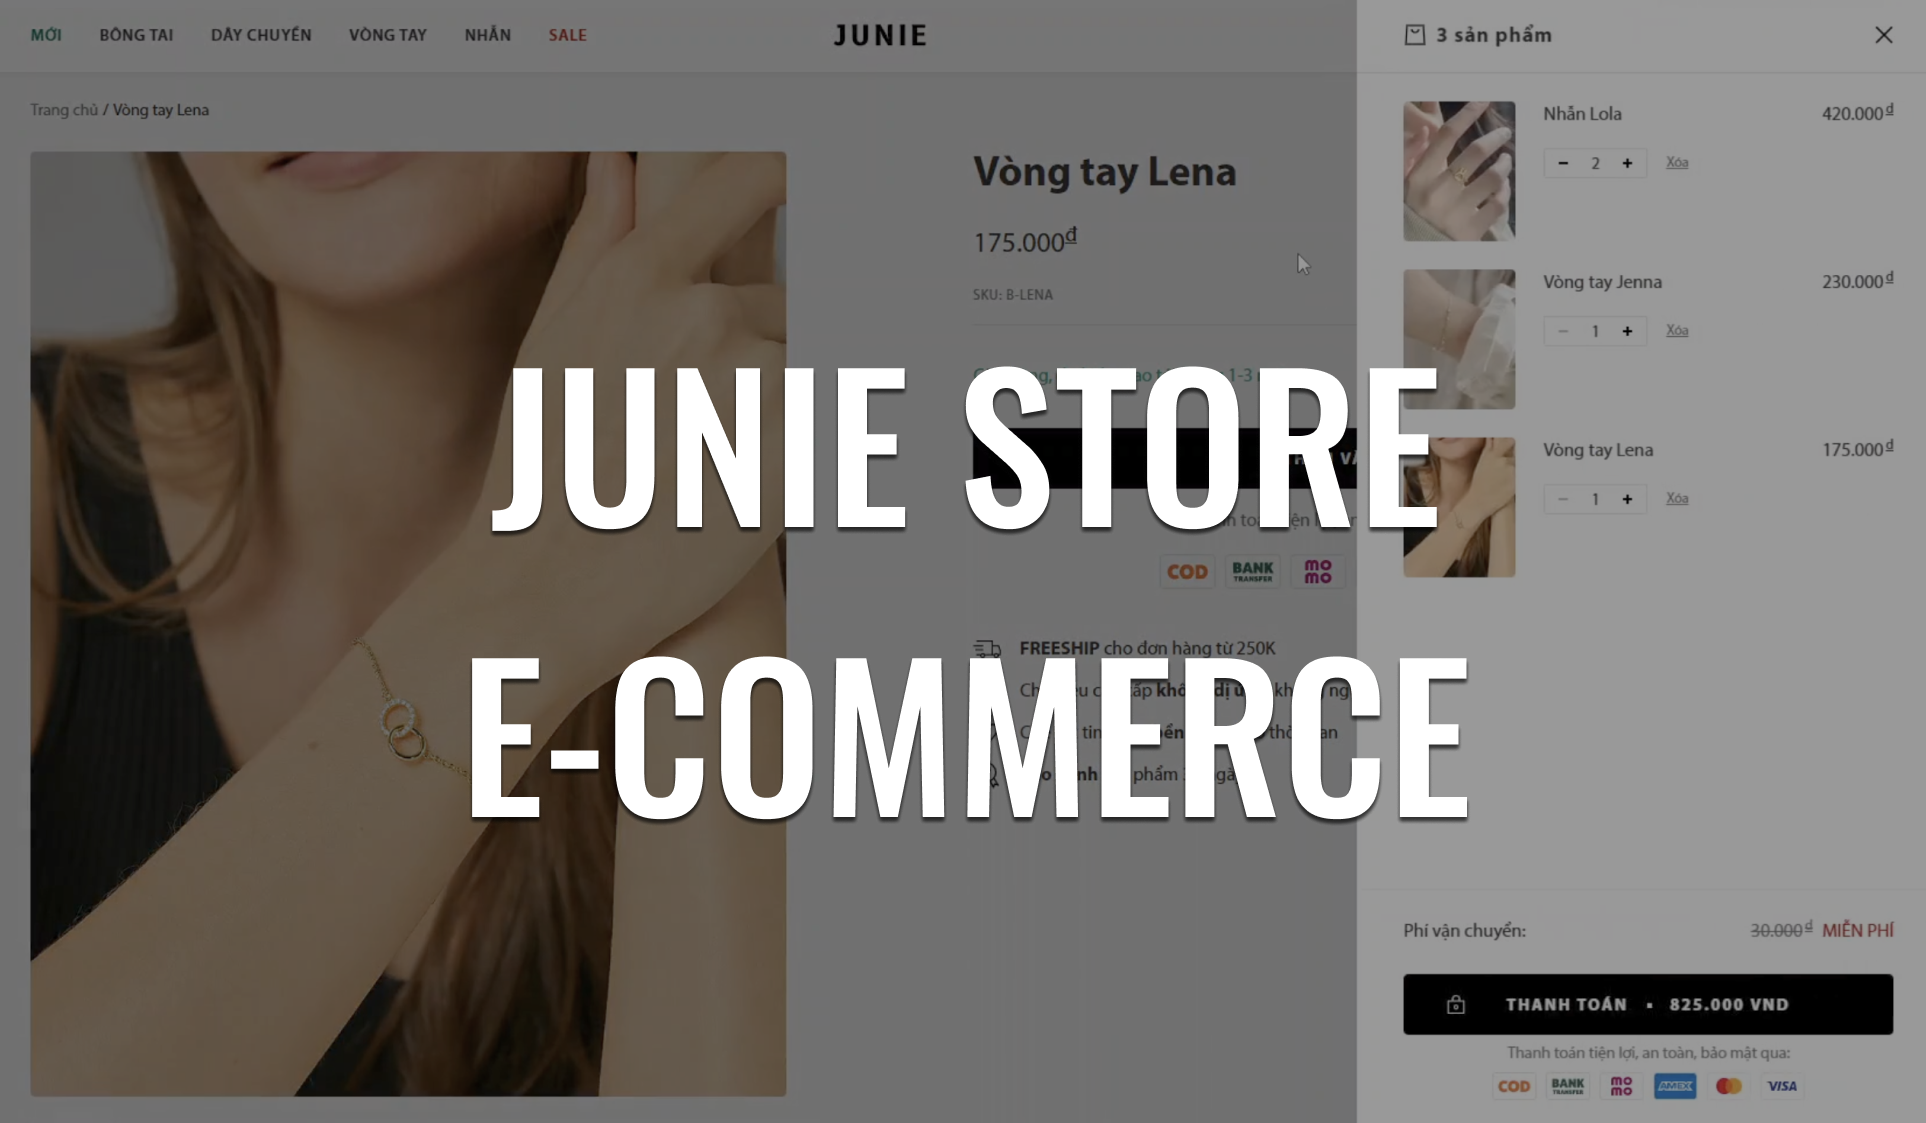 MỚI BÔNG TAI DÂY CHUYỀN VÒNG TAY NHẪN SALE
JUNIE
Trang chủ / Vòng tay Lena
Vòng tay Lena
175.000đ
SKU: B-LENA
1-3
COD BANK TRANSFER MOMO
FREESHIP cho đơn hàng từ 250K
JUNIE STORE
E-COMMERCE
3 sản phẩm
Nhẫn Lola 420.000đ
− 2 + Xóa
Vòng tay Jenna 230.000đ
− 1 + Xóa
Vòng tay Lena 175.000đ
− 1 + Xóa
Phí vận chuyển: 30.000đ MIỄN PHÍ
THANH TOÁN ▪ 825.000 VND
Thanh toán tiện lợi, an toàn, bảo mật qua:
COD BANK TRANSFER MOMO AMEX VISA